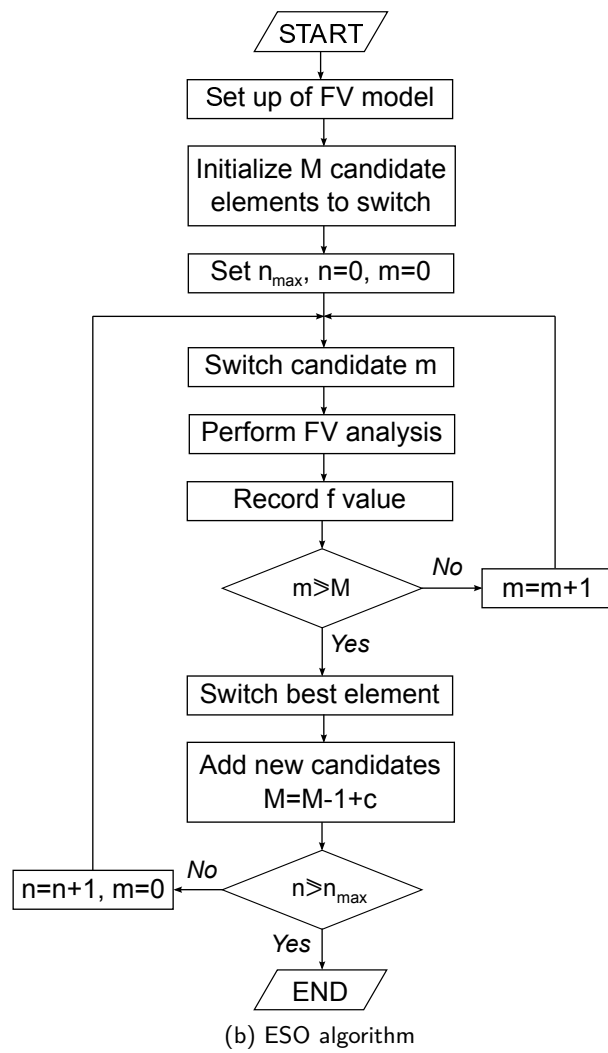 START
Set up of FV model
Initialize M candidate
elements to switch
Set nmax, n=0, m=0
Switch candidate m
Perform FV analysis
Record f value
m⩾M
No
m=m+1
Yes
Switch best element
Add new candidates
M=M-1+c
n⩾nmax
No
n=n+1, m=0
Yes
END
(b) ESO algorithm